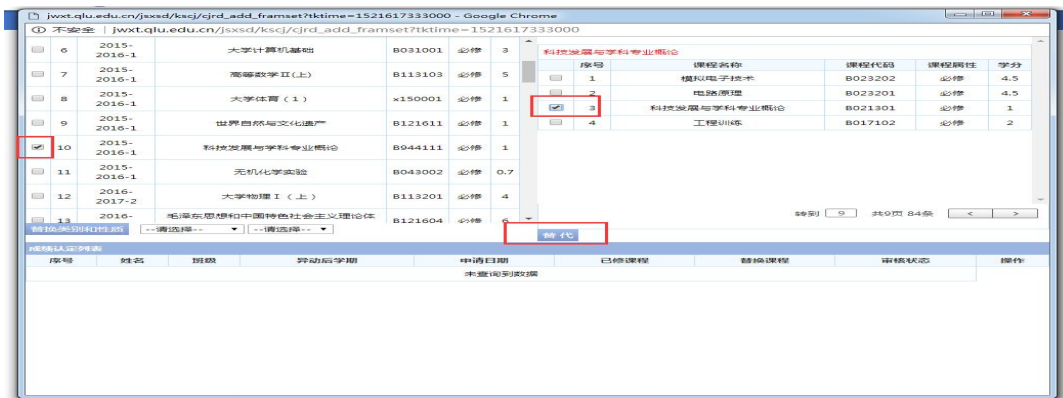 jwxt.qlu.edu.cn/jsxsd/kscj/cjrd_add_framset?tktime=1521617333000 - Google Chrome
不安全 | jwxt.qlu.edu.cn/jsxsd/kscj/cjrd_add_framset?tktime=1521617333000
6 2015-2016-1 大学计算机基础 B031001 必修 3
7 2015-2016-1 高等数学II(上) B113103 必修 5
8 2015-2016-1 大学体育(1) x150001 必修 1
9 2015-2016-1 世界自然与文化遗产 B121611 必修 1
10 2015-2016-1 科技发展与学科专业概论 B944111 必修 1
11 2015-2016-1 无机化学实验 B043002 必修 0.7
12 2016-2017-2 大学物理 I (上) B113201 必修 4
13 2016- 毛泽东思想和中国特色社会主义理论体 B121604 必修 6
替换类别和性质 --请选择-- --请选择--
科技发展与学科专业概论
序号 课程名称 课程代码 课程属性 学分
1 模拟电子技术 B023202 必修 4.5
2 电路原理 B023201 必修 4.5
3 科技发展与学科专业概论 B021301 必修 1
4 工程训练 B017102 必修 2
转到 9 共9页 84条 < >
替代
成绩认定列表
序号 姓名 班级 异动后学期 申请日期 已修课程 替换课程 审核状态 操作
未查询到数据